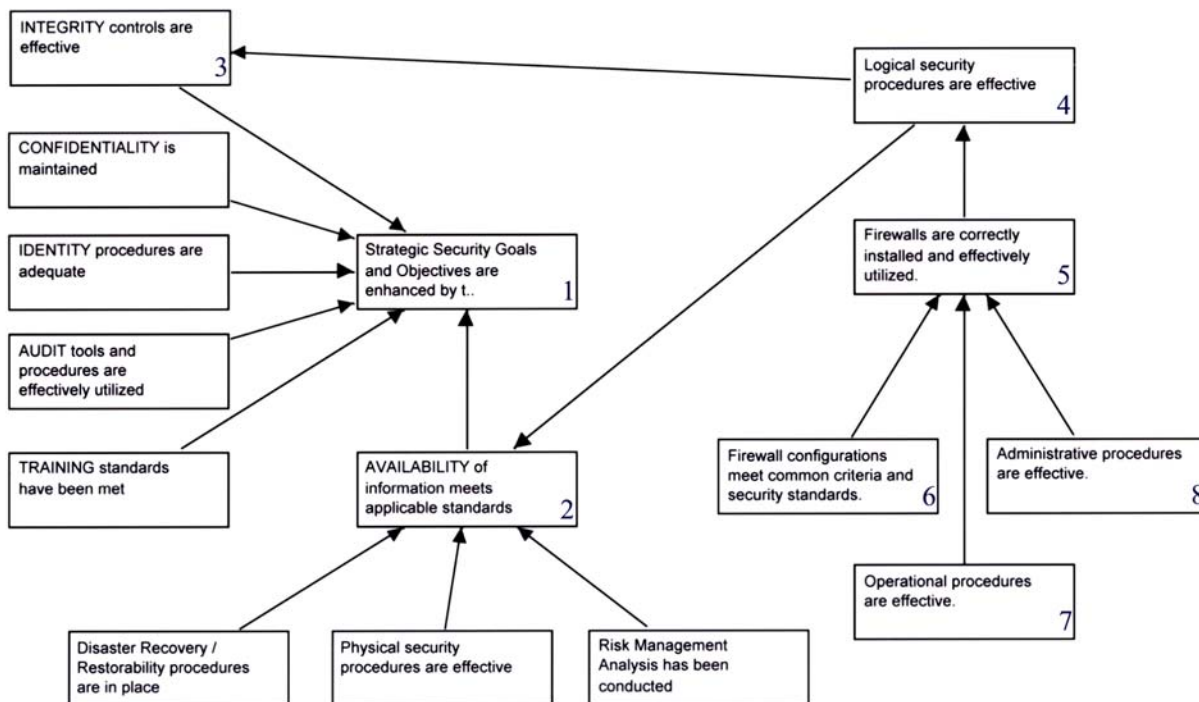 INTEGRITY controls are
effective
3
Logical security
procedures are effective
4
CONFIDENTIALITY is
maintained
IDENTITY procedures are
adequate
Strategic Security Goals
and Objectives are
enhanced by t..
1
Firewalls are correctly
installed and effectively
utilized.
5
AUDIT tools and
procedures are
effectively utilized
TRAINING standards
have been met
AVAILABILITY of
information meets
applicable standards
2
Firewall configurations
meet common criteria and
security standards.
6
Administrative procedures
are effective.
8
Operational procedures
are effective.
7
Disaster Recovery /
Restorability procedures
are in place
Physical security
procedures are effective
Risk Management
Analysis has been
conducted